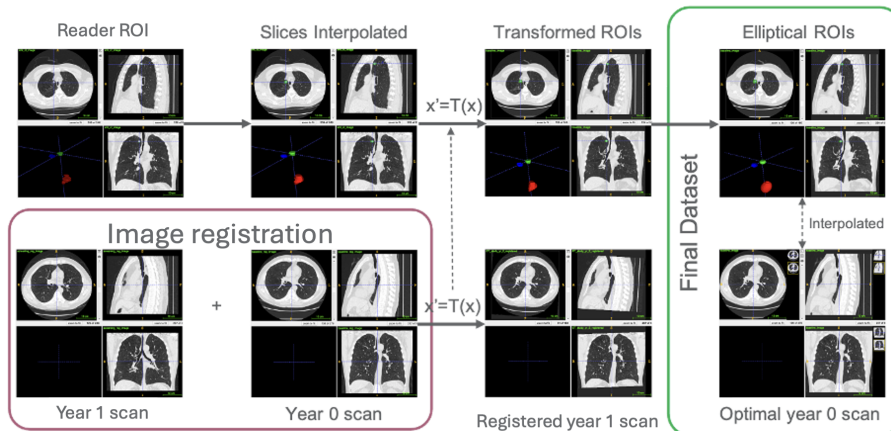 Reader ROI
Slices Interpolated
Transformed ROIs
Elliptical ROIs
x'=T(x)
Image registration
Final Dataset
Interpolated
+
x'=T(x)
Year 1 scan
Year 0 scan
Registered year 1 scan
Optimal year 0 scan